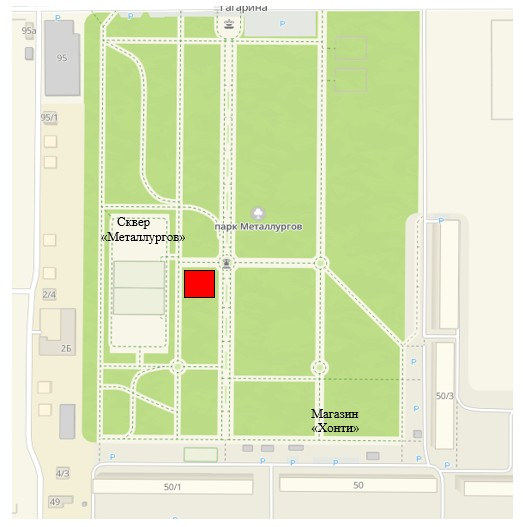 Гагарина
P
P
95а
95
95/1
Сквер
«Металлургов»
парк Металлургов
P
2/4
2Б
P
50/3
P
Магазин
«Хонти»
P
P
P
P
P
P
P
4/3
50/1
50
49